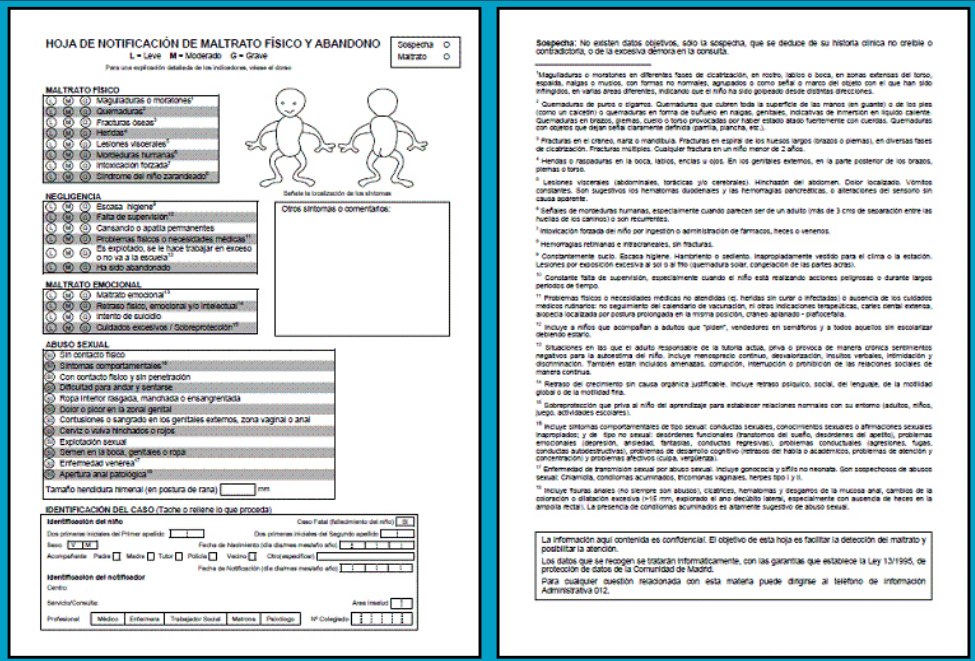 HOJA DE NOTIFICACIÓN DE MALTRATO FÍSICO Y ABANDONO
L = Leve M = Moderado G = Grave
Para una explicación detallada de los indicadores, véase el dorso
Sospecha
Maltrato
MALTRATO FÍSICO
L M G Magulladuras o moratones1
L M G Quemaduras2
L M G Fracturas óseas3
L M G Heridas4
L M G Lesiones viscerales5
L M G Mordeduras humanas6
L M G Intoxicación forzada7
L M G Síndrome del niño zarandeado8
Señale la localización de los síntomas
NEGLIGENCIA
L M G Escasa higiene9
L M G Falta de supervisión10
L M G Cansancio o apatía permanentes
L M G Problemas físicos o necesidades médicas11
L M G Es explotado, se le hace trabajar en exceso
o no va a la escuela12
L M G Ha sido abandonado
Otros síntomas o comentarios:
MALTRATO EMOCIONAL
L M G Maltrato emocional13
L M G Retraso físico, emocional y/o intelectual14
L M G Intento de suicidio
L M G Cuidados excesivos / Sobreprotección15
ABUSO SEXUAL
Sin contacto físico
Síntomas comportamentales16
Con contacto físico y sin penetración
Dificultad para andar y sentarse
Ropa interior rasgada, manchada o ensangrentada
Dolor o picor en la zona genital
Contusiones o sangrado en los genitales externos, zona vaginal o anal
Cerviz o vulva hinchados o rojos
Explotación sexual
Semen en la boca, genitales o ropa
Enfermedad venérea17
Apertura anal patológica18
Tamaño hendidura himenal (en postura de rana) mm
IDENTIFICACIÓN DEL CASO (Tache o rellene lo que proceda)
Identificación del niño
Caso Fatal (fallecimiento del niño) SI
Dos primeras iniciales del Primer apellido
Dos primeras iniciales del Segundo apellido
Sexo V M
Fecha de Nacimiento (día día/mes mes/año año)
Acompañante Padre Madre Tutor Policía Vecino Otro(especificar)
Fecha de Notificación (día día/mes mes/año año)
Identificación del notificador
Centro:
Servicio/Consulta:
Área Insalud
Profesional Médico Enfermera Trabajador Social Matrona Psicólogo Nº Colegiado
Sospecha: No existen datos objetivos, sólo la sospecha, que se deduce de su historia clínica no creíble o
contradictoria, o de la excesiva demora en la consulta.
1Magulladuras o moratones en diferentes fases de cicatrización, en rostro, labios o boca, en zonas extensas del torso,
espalda, nalgas o muslos, con formas no normales, agrupados o como señal o marco del objeto con el que han sido
infringidos, en varias áreas diferentes, indicando que el niño ha sido golpeado desde distintas direcciones.
2 Quemaduras de puros o cigarros. Quemaduras que cubren toda la superficie de las manos (en guante) o de los pies
(como un calcetín) o quemaduras en forma de buñuelo en nalgas, genitales, indicativas de inmersión en líquido caliente.
Quemaduras en brazos, piernas, cuello o torso provocadas por haber estado atado fuertemente con cuerdas. Quemaduras
con objetos que dejan señal claramente definida (parrilla, plancha, etc.).
3 Fracturas en el cráneo, nariz o mandíbula. Fracturas en espiral de los huesos largos (brazos o piernas), en diversas fases
de cicatrización. Fracturas múltiples. Cualquier fractura en un niño menor de 2 años.
4 Heridas o raspaduras en la boca, labios, encías u ojos. En los genitales externos, en la parte posterior de los brazos,
piernas o torso.
5 Lesiones viscerales (abdominales, torácicas y/o cerebrales). Hinchazón del abdomen. Dolor localizado. Vómitos
constantes. Son sugestivos los hematomas duodenales y las hemorragias pancreáticas, o alteraciones del sensorio sin
causa aparente.
6 Señales de mordeduras humanas, especialmente cuando parecen ser de un adulto (más de 3 cms de separación entre las
huellas de los caninos) o son recurrentes.
7 Intoxicación forzada del niño por ingestión o administración de fármacos, heces o venenos.
8 Hemorragias retinianas e intracraneales, sin fracturas.
9 Constantemente sucio. Escasa higiene. Hambriento o sediento. Inapropiadamente vestido para el clima o la estación.
Lesiones por exposición excesiva al sol o al frío (quemadura solar, congelación de las partes acras).
10 Constante falta de supervisión, especialmente cuando el niño está realizando acciones peligrosas o durante largos
períodos de tiempo.
11 Problemas físicos o necesidades médicas no atendidas (ej, heridas sin curar o infectadas) o ausencia de los cuidados
médicos rutinarios: no seguimiento del calendario de vacunación, ni otras indicaciones terapéuticas, caries dental extensa,
alopecia localizada por postura prolongada en la misma posición, cráneo aplanado - plafiocefalia.
12 Incluye a niños que acompañan a adultos que "piden", vendedores en semáforos y a todos aquellos sin escolarizar
debiendo estarlo.
13 Situaciones en las que el adulto responsable de la tutoría actúa, priva o provoca de manera crónica sentimientos
negativos para la autoestima del niño. Incluye menosprecio continuo, desvalorización, insultos verbales, intimidación y
discriminación. También están incluidos amenazas, corrupción, interrupción o prohibición de las relaciones sociales de
manera continua.
14 Retraso del crecimiento sin causa orgánica justificable. Incluye retraso psíquico, social, del lenguaje, de la motilidad
global o de la motilidad fina.
15 Sobreprotección que priva al niño del aprendizaje para establecer relaciones normales con su entorno (adultos, niños,
juego, actividades escolares).
16 Incluye síntomas comportamentales de tipo sexual: conductas sexuales, conocimientos sexuales o afirmaciones sexuales
inapropiados; y de tipo no sexual: desórdenes funcionales (transtornos del sueño, desórdenes del apetito), problemas
emocionales (depresión, ansiedad, fantasías, conductas regresivas), problemas conductuales (agresiones, fugas,
conductas autodestructivas), problemas de desarrollo cognitivo (retrasos del habla o académicos, problemas de atención y
concentración) y problemas afectivos (culpa, vergüenza).
17 Enfermedad de transmisión sexual por abuso sexual. Incluye gonococia y sífilis no neonata. Son sospechosos de abusos
sexual: Chlamidia, condilomas acuminados, tricomonas vaginales, herpes tipo I y II.
18 Incluye fisuras anales (no siempre son abusos), cicatrices, hematomas y desgarros de la mucosa anal, cambios de la
coloración o dilatación excesiva (>15 mm, explorado el ano decúbito lateral, especialmente con ausencia de heces en la
ampolla rectal). La presencia de condilomas acuminados es altamente sugestivo de abuso sexual.
La información aquí contenida es confidencial. El objetivo de esta hoja es facilitar la detección del maltrato y
posibilitar la atención.
Los datos que se recogen se tratarán informáticamente, con las garantías que establece la Ley 13/1995, de
protección de datos de la Comunidad de Madrid.
Para cualquier cuestión relacionada con esta materia puede dirigirse al teléfono de Información
Administrativa 012.